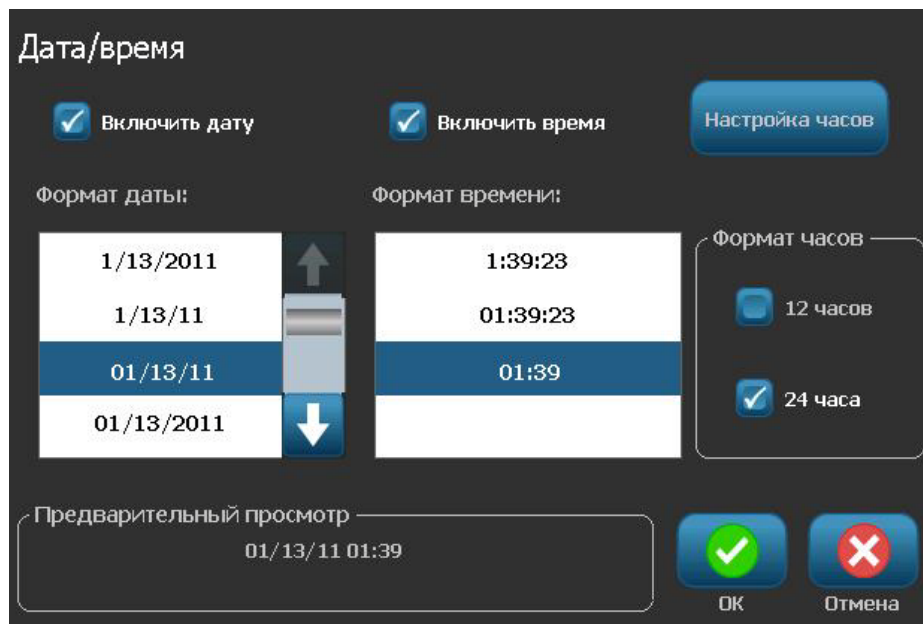 Дата/время
Включить дату
Включить время
Настройка часов
Формат даты:
Формат времени:
1/13/2011
1/13/11
01/13/11
01/13/2011
1:39:23
01:39:23
01:39
Формат часов
12 часов
24 часа
Предварительный просмотр
01/13/11 01:39
OK
Отмена